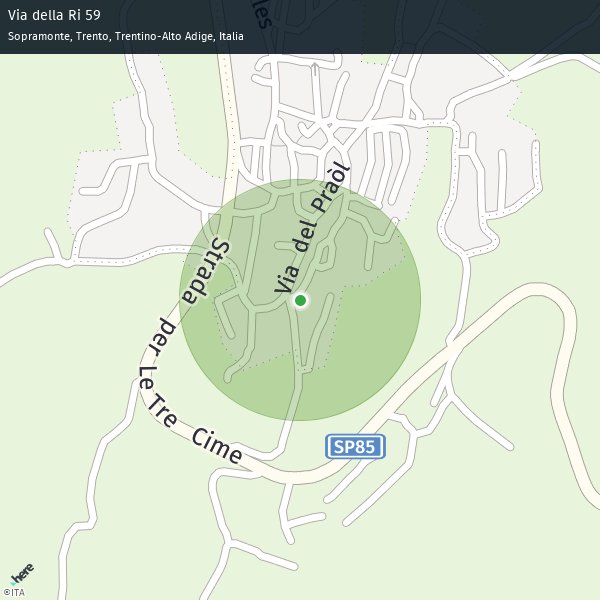 Via della Ri 59
Sopramonte, Trento, Trentino-Alto Adige, Italia
Via del Praòl
Strada per Le Tre Cime
SP85
here
©ITA